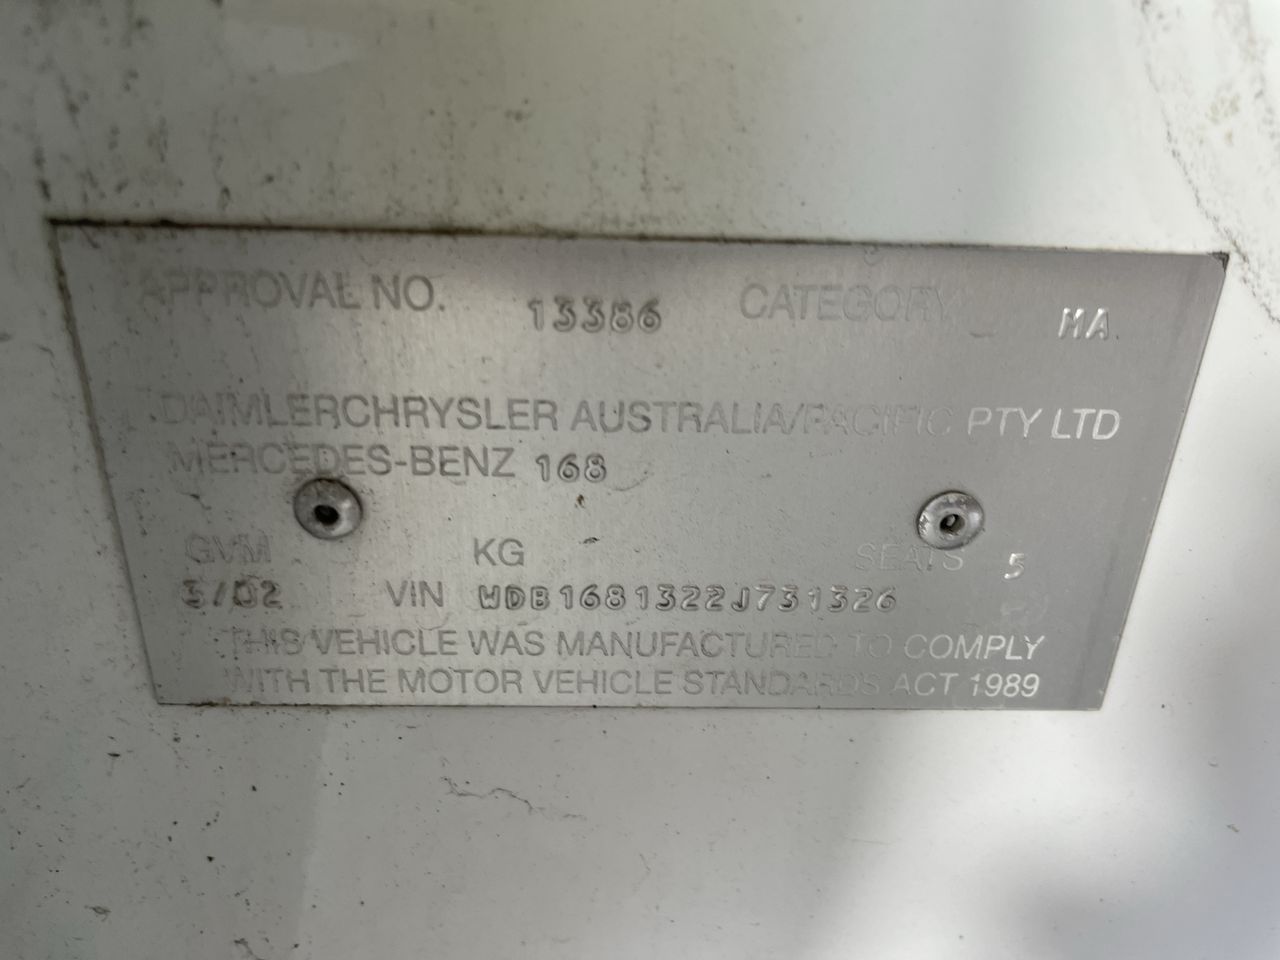 APPROVAL NO. 13386 CATEGORY MA
DAIMLERCHRYSLER AUSTRALIA/PACIFIC PTY LTD
MERCEDES-BENZ 168
GVM KG SEATS 5
3/02 VIN WDB1681322J731326
THIS VEHICLE WAS MANUFACTURED TO COMPLY
WITH THE MOTOR VEHICLE STANDARDS ACT 1989